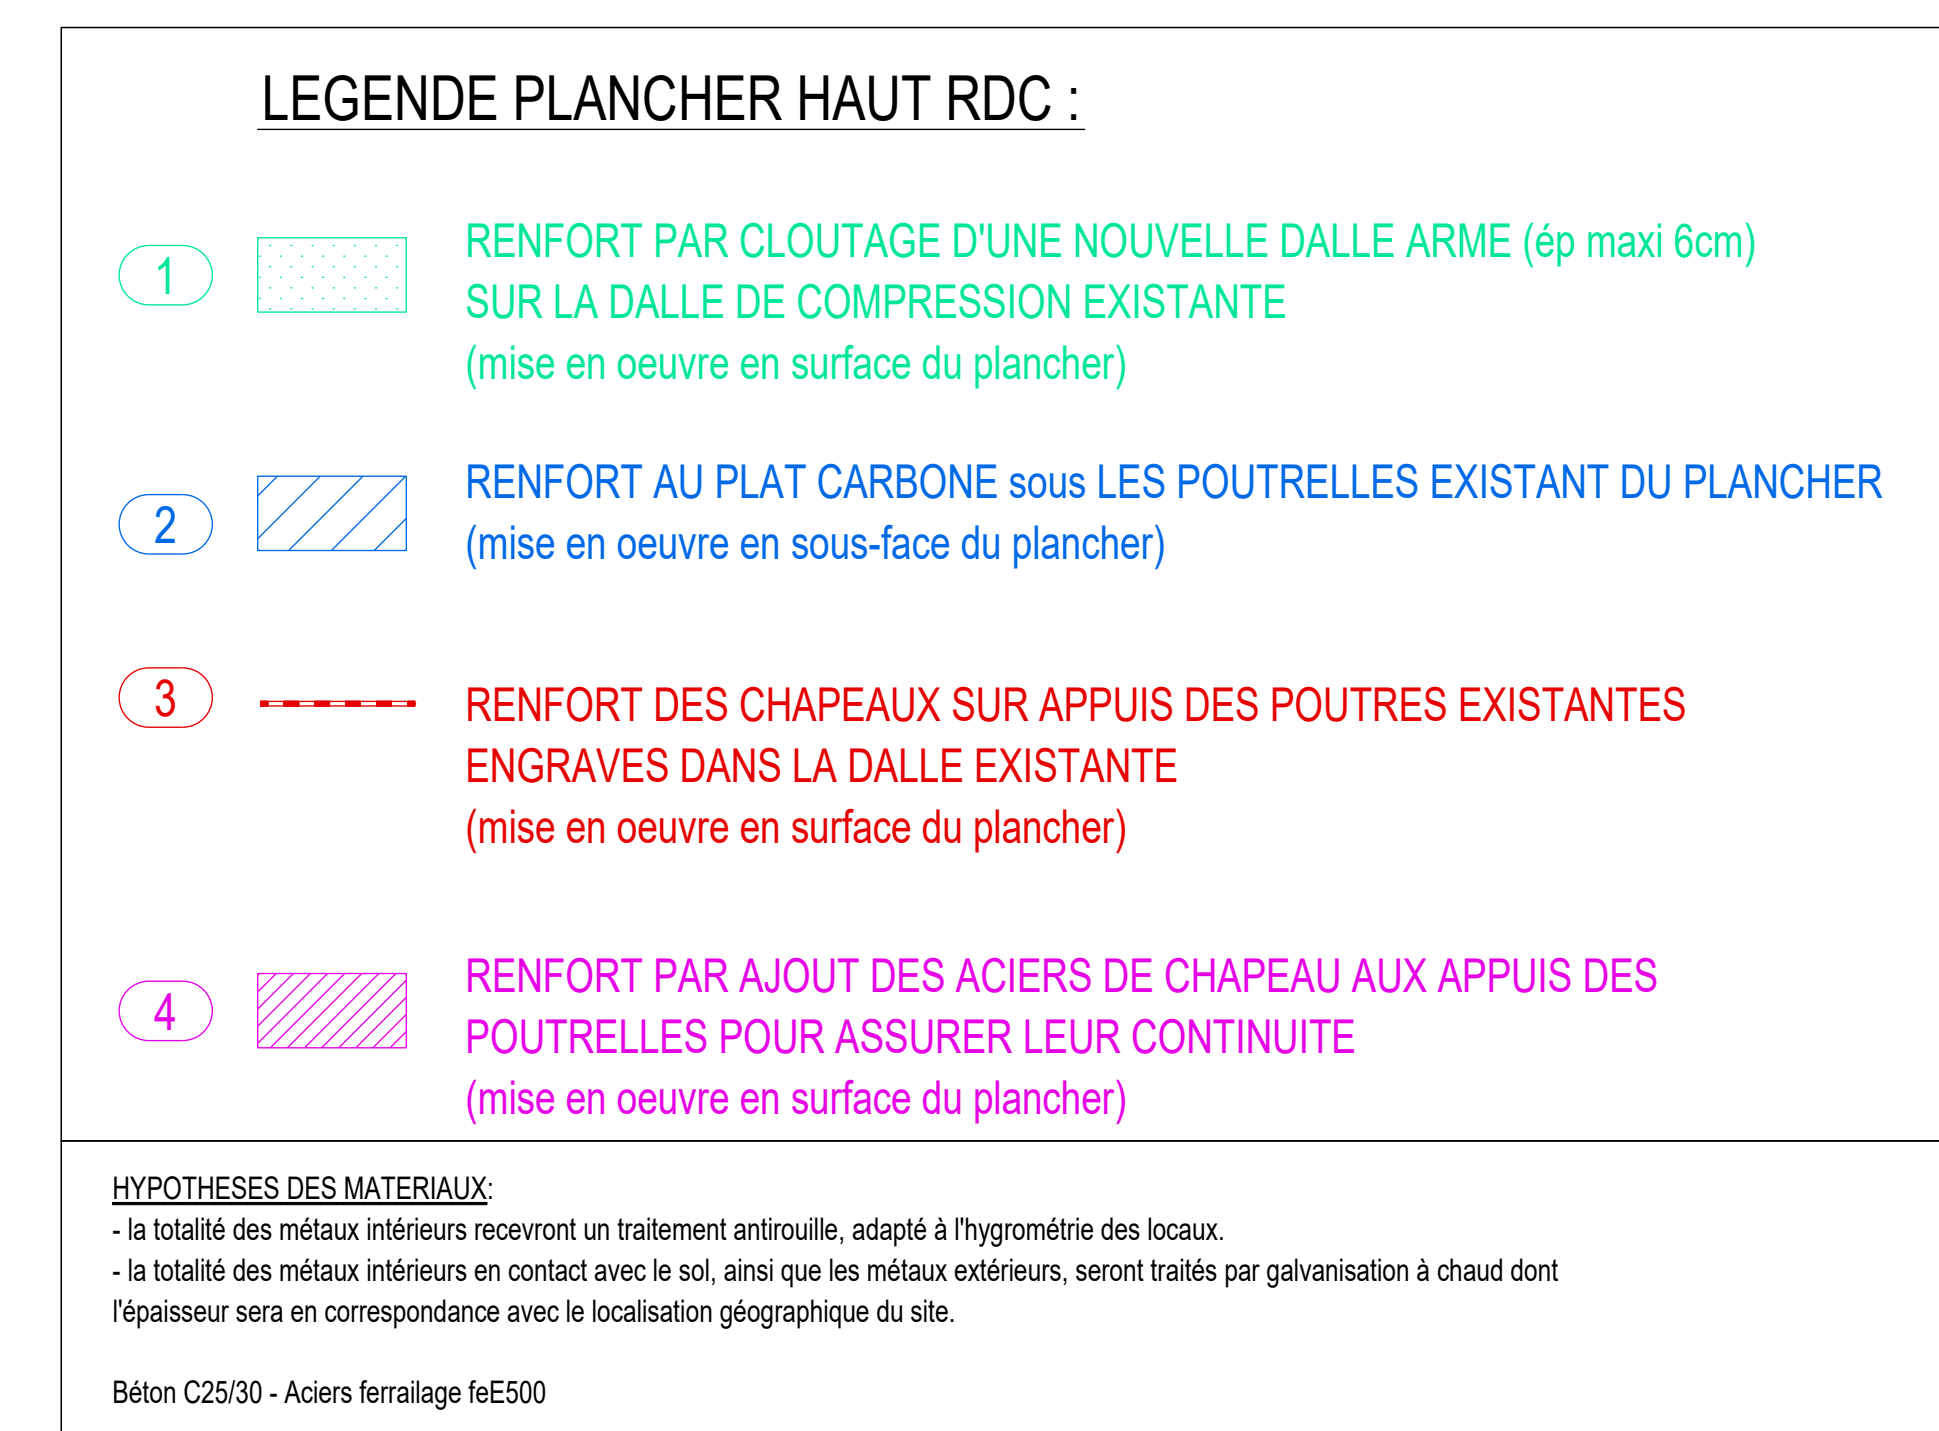 LEGENDE PLANCHER HAUT RDC :
1
RENFORT PAR CLOUTAGE D'UNE NOUVELLE DALLE ARME (ép maxi 6cm)
SUR LA DALLE DE COMPRESSION EXISTANTE
(mise en oeuvre en surface du plancher)
2
RENFORT AU PLAT CARBONE sous LES POUTRELLES EXISTANT DU PLANCHER
(mise en oeuvre en sous-face du plancher)
3
RENFORT DES CHAPEAUX SUR APPUIS DES POUTRES EXISTANTES
ENGRAVES DANS LA DALLE EXISTANTE
(mise en oeuvre en surface du plancher)
4
RENFORT PAR AJOUT DES ACIERS DE CHAPEAU AUX APPUIS DES
POUTRELLES POUR ASSURER LEUR CONTINUITE
(mise en oeuvre en surface du plancher)
HYPOTHESES DES MATERIAUX:
- la totalité des métaux intérieurs recevront un traitement antirouille, adapté à l'hygrométrie des locaux.
- la totalité des métaux intérieurs en contact avec le sol, ainsi que les métaux extérieurs, seront traités par galvanisation à chaud dont
l'épaisseur sera en correspondance avec le localisation géographique du site.
Béton C25/30 - Aciers ferrailage feE500